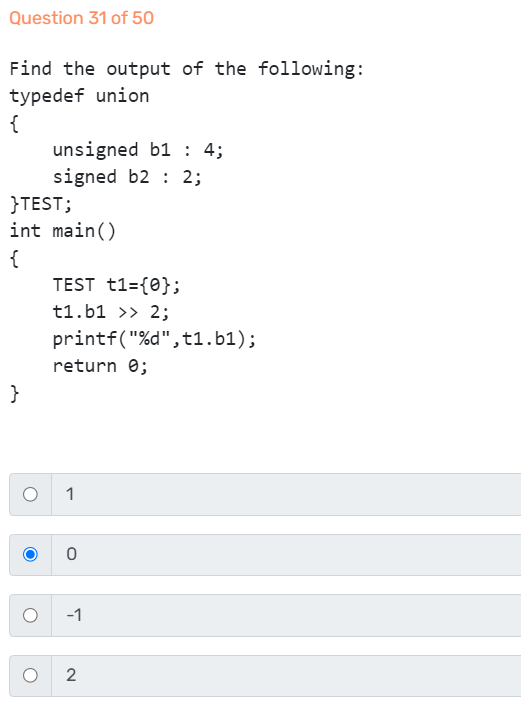 Question 31 of 50
Find the output of the following:
typedef union
{
    unsigned b1 : 4;
    signed b2 : 2;
}TEST;
int main()
{
    TEST t1={0};
    t1.b1 >> 2;
    printf("%d",t1.b1);
    return 0;
}
1
0
-1
2